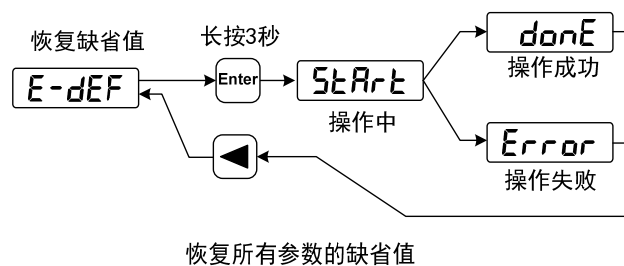 恢复缺省值
长按3秒
donE
操作成功
E-dEF
Enter
StArt
操作中
Error
操作失败
恢复所有参数的缺省值